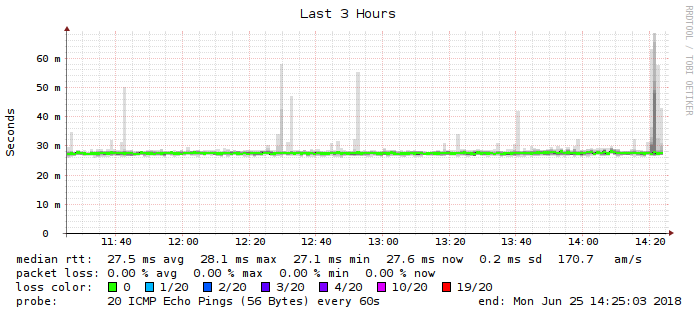 Last 3 Hours
RRDTOOL / TOBI OETIKER
Seconds
60 m
50 m
40 m
30 m
20 m
10 m
0
11:40 12:00 12:20 12:40 13:00 13:20 13:40 14:00 14:20
median rtt: 27.5 ms avg 28.1 ms max 27.1 ms min 27.6 ms now 0.2 ms sd 170.7 am/s
packet loss: 0.00 % avg 0.00 % max 0.00 % min 0.00 % now
loss color: 0 1/20 2/20 3/20 4/20 10/20 19/20
probe: 20 ICMP Echo Pings (56 Bytes) every 60s end: Mon Jun 25 14:25:03 2018